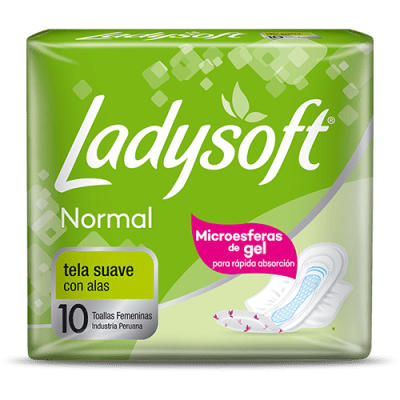 Ladysoft®
Normal
Microesferas
de gel
para rápida absorción
tela suave
con alas
10 Toallas Femeninas
Industria Peruana